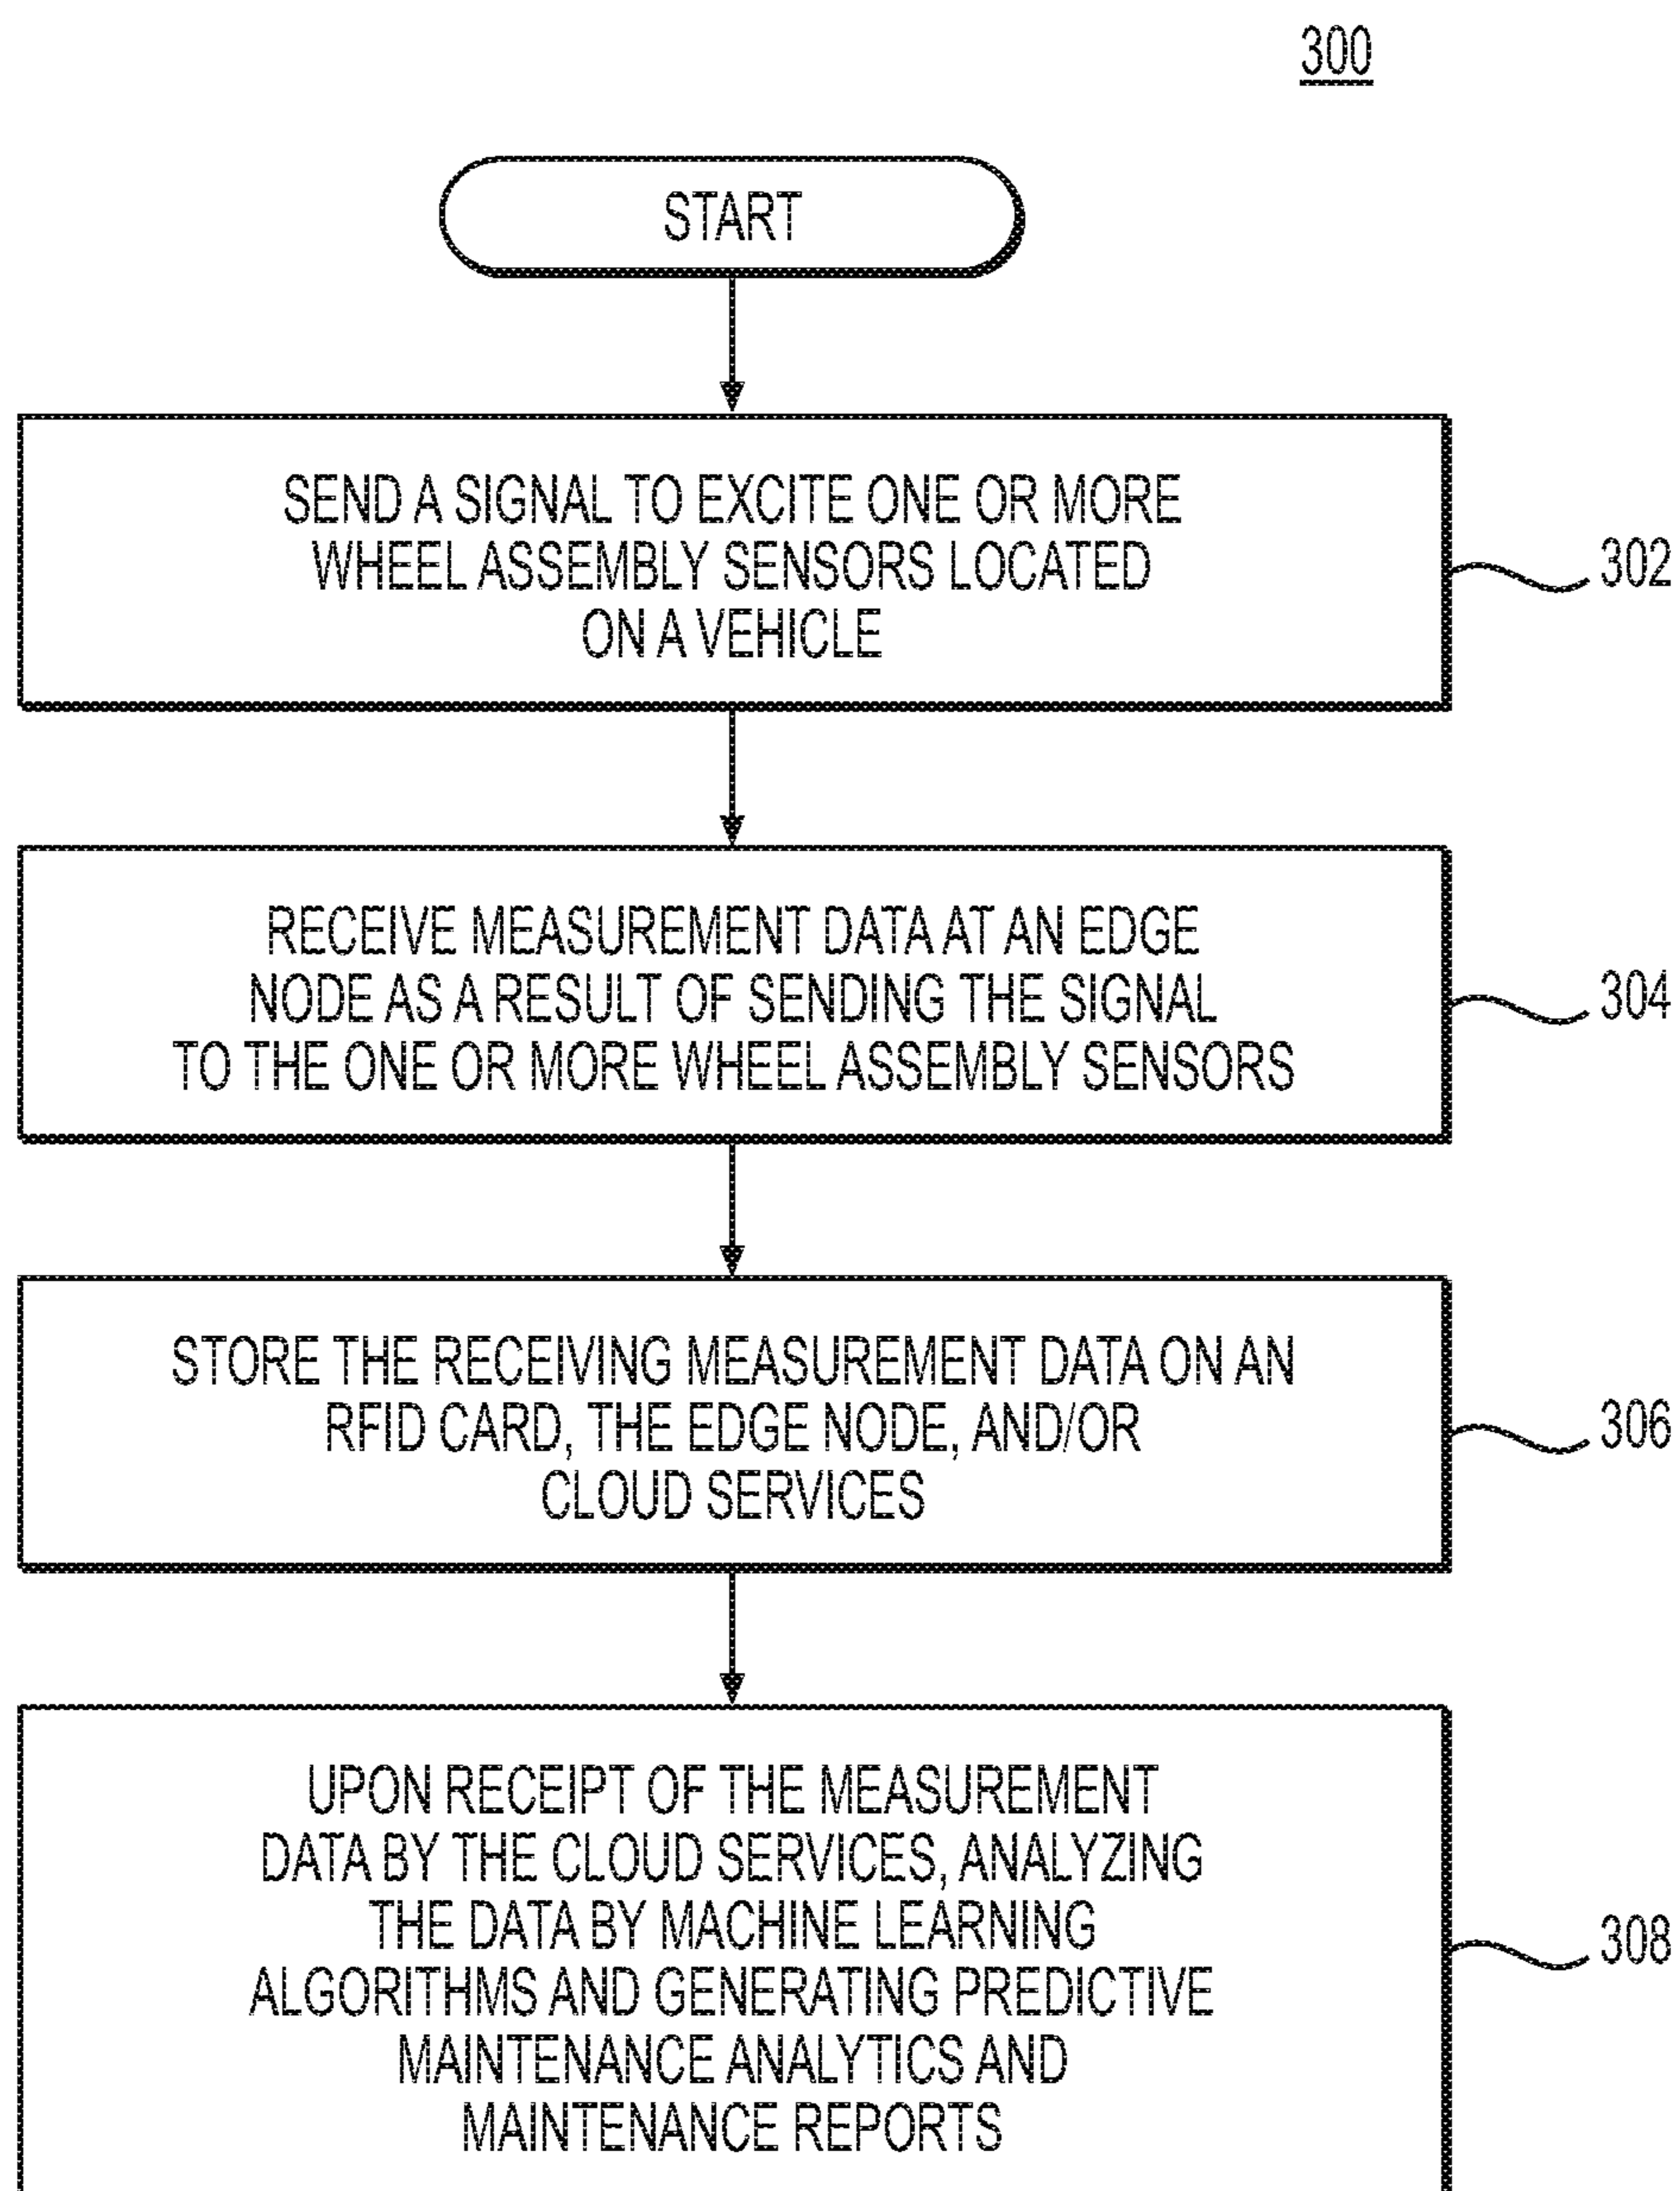 300
START
SEND A SIGNAL TO EXCITE ONE OR MORE
WHEEL ASSEMBLY SENSORS LOCATED
ON A VEHICLE
302
RECEIVE MEASUREMENT DATA AT AN EDGE
NODE AS A RESULT OF SENDING THE SIGNAL
TO THE ONE OR MORE WHEEL ASSEMBLY SENSORS
304
STORE THE RECEIVING MEASUREMENT DATA ON AN
RFID CARD, THE EDGE NODE, AND/OR
CLOUD SERVICES
306
UPON RECEIPT OF THE MEASUREMENT
DATA BY THE CLOUD SERVICES, ANALYZING
THE DATA BY MACHINE LEARNING
ALGORITHMS AND GENERATING PREDICTIVE
MAINTENANCE ANALYTICS AND
MAINTENANCE REPORTS
308